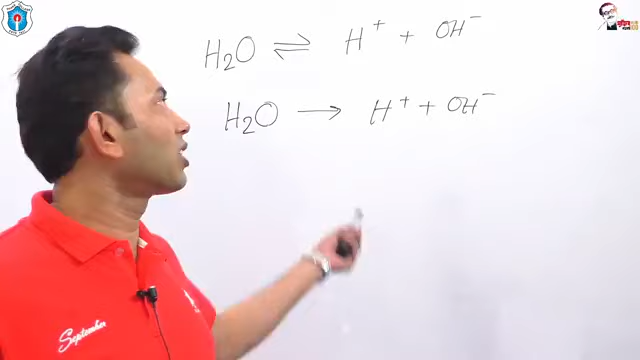 H₂O ⇌ H⁺ + OH⁻
H₂O → H⁺ + OH⁻
September